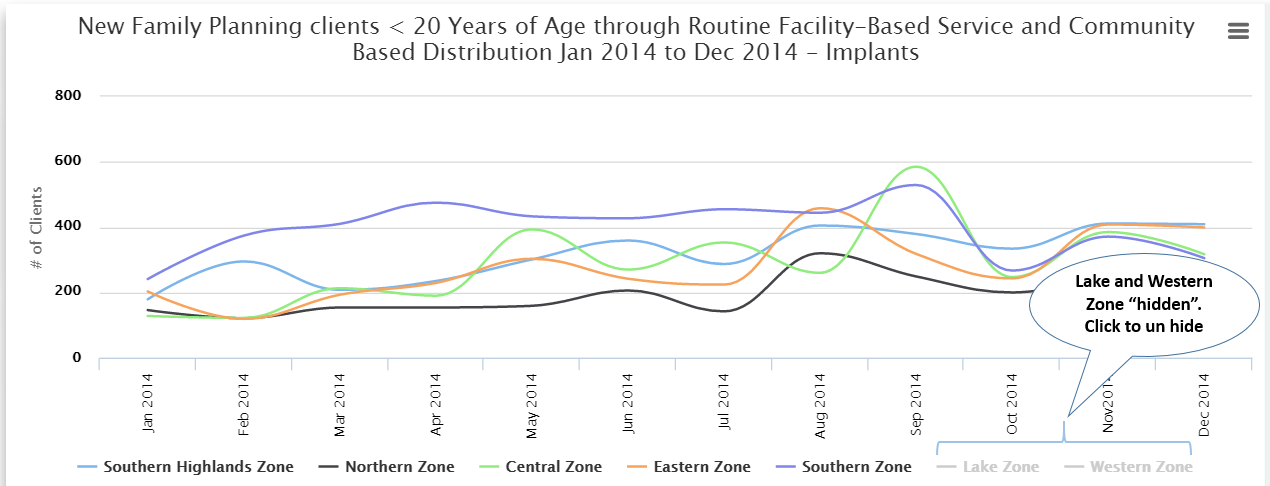 New Family Planning clients < 20 Years of Age through Routine Facility-Based Service and Community
Based Distribution Jan 2014 to Dec 2014 - Implants
800
600
400
200
0
# of Clients
Jan 2014
Feb 2014
Mar 2014
Apr 2014
May 2014
Jun 2014
Jul 2014
Aug 2014
Sep 2014
Oct 2014
Dec 2014
Lake and Western
Zone “hidden”.
Click to un hide
Southern Highlands Zone
Northern Zone
Central Zone
Eastern Zone
Southern Zone
Lake Zone
Western Zone